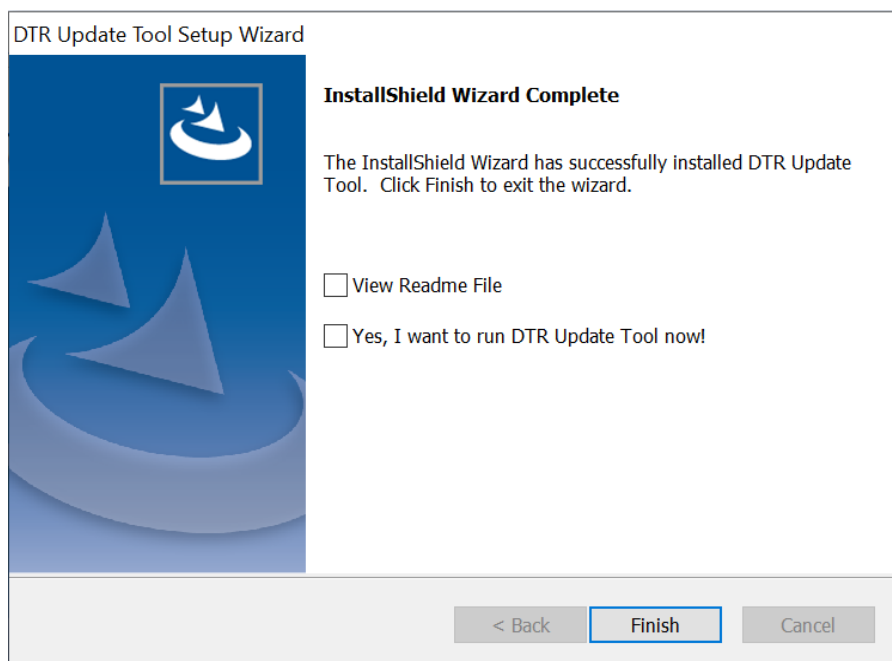 DTR Update Tool Setup Wizard
InstallShield Wizard Complete
The InstallShield Wizard has successfully installed DTR Update
Tool. Click Finish to exit the wizard.
View Readme File
Yes, I want to run DTR Update Tool now!
< Back
Finish
Cancel